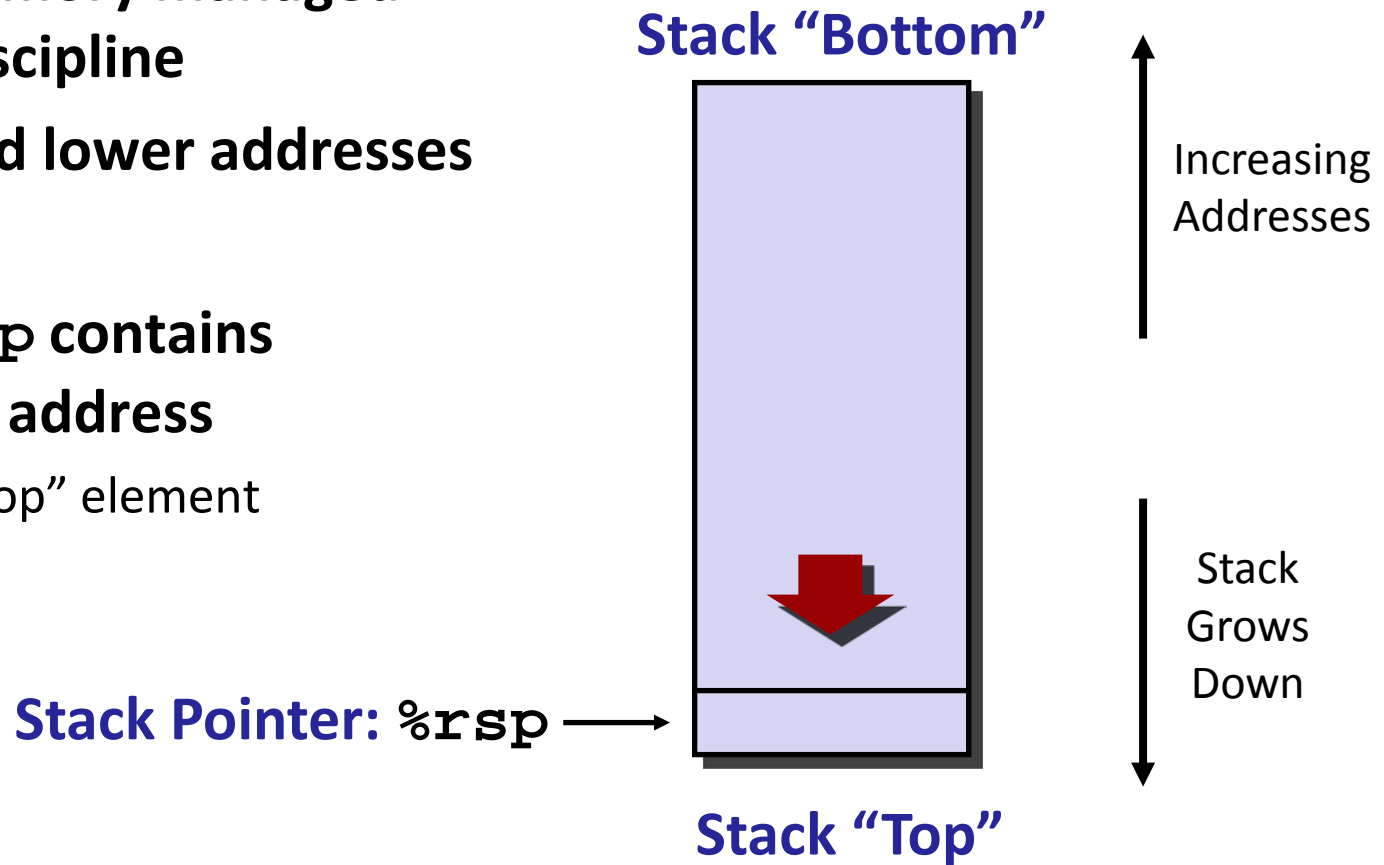 scipline
d lower addresses
p contains
address
op” element
Stack Pointer: %rsp
Stack “Bottom”
Increasing
Addresses
Stack
Grows
Down
Stack “Top”